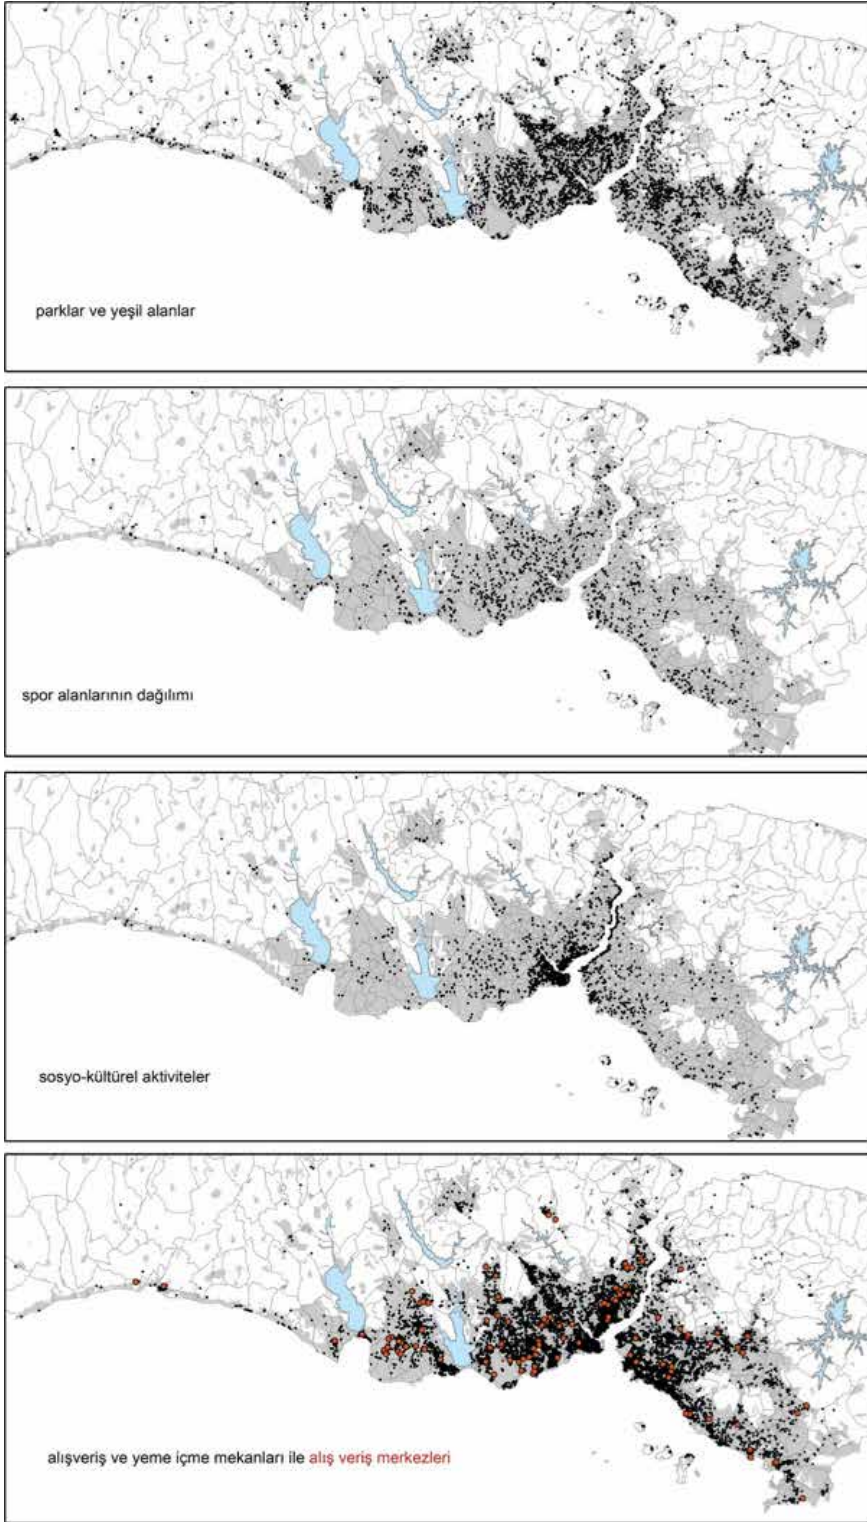 parklar ve yeşil alanlar
spor alanlarının dağılımı
sosyo-kültürel aktiviteler
alışveriş ve yeme içme mekanları ile alış veriş merkezleri